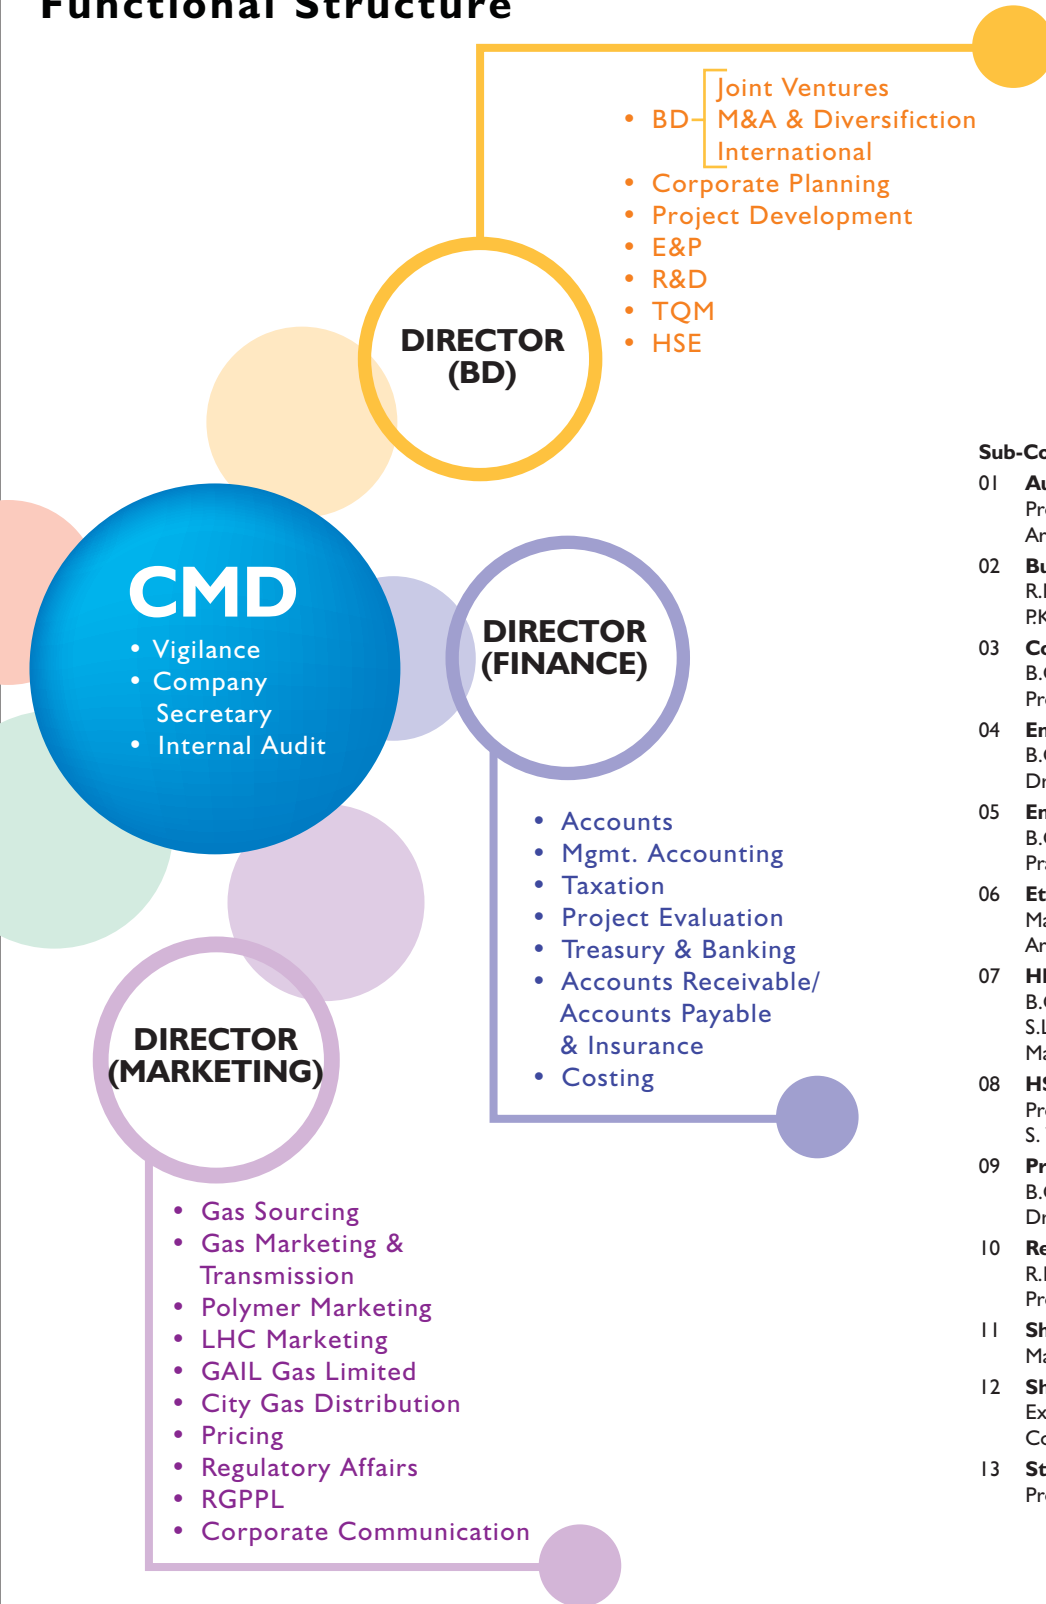 Functional Structure
Joint Ventures
• BD M&A & Diversifiction
International
• Corporate Planning
• Project Development
• E&P
• R&D
• TQM
• HSE
DIRECTOR
(BD)
CMD
• Vigilance
• Company
Secretary
• Internal Audit
DIRECTOR
(FINANCE)
• Accounts
• Mgmt. Accounting
• Taxation
• Project Evaluation
• Treasury & Banking
• Accounts Receivable/
Accounts Payable
& Insurance
• Costing
DIRECTOR
(MARKETING)
• Gas Sourcing
• Gas Marketing &
Transmission
• Polymer Marketing
• LHC Marketing
• GAIL Gas Limited
• City Gas Distribution
• Pricing
• Regulatory Affairs
• RGPPL
• Corporate Communication
01
02
03
04
05
06
07
08
09
10
11
12
13